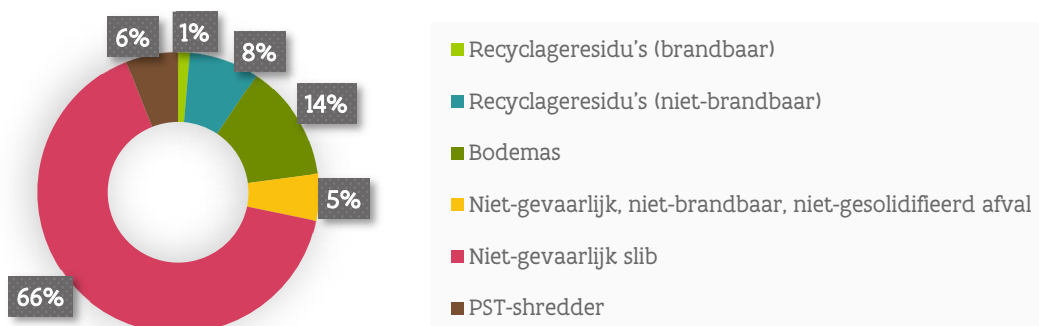 6%
1%
8%
14%
5%
66%
Recyclageresidu's (brandbaar)
Recyclageresidu's (niet-brandbaar)
Bodemas
Niet-gevaarlijk, niet-brandbaar, niet-gesolidifieerd afval
Niet-gevaarlijk slib
PST-shredder